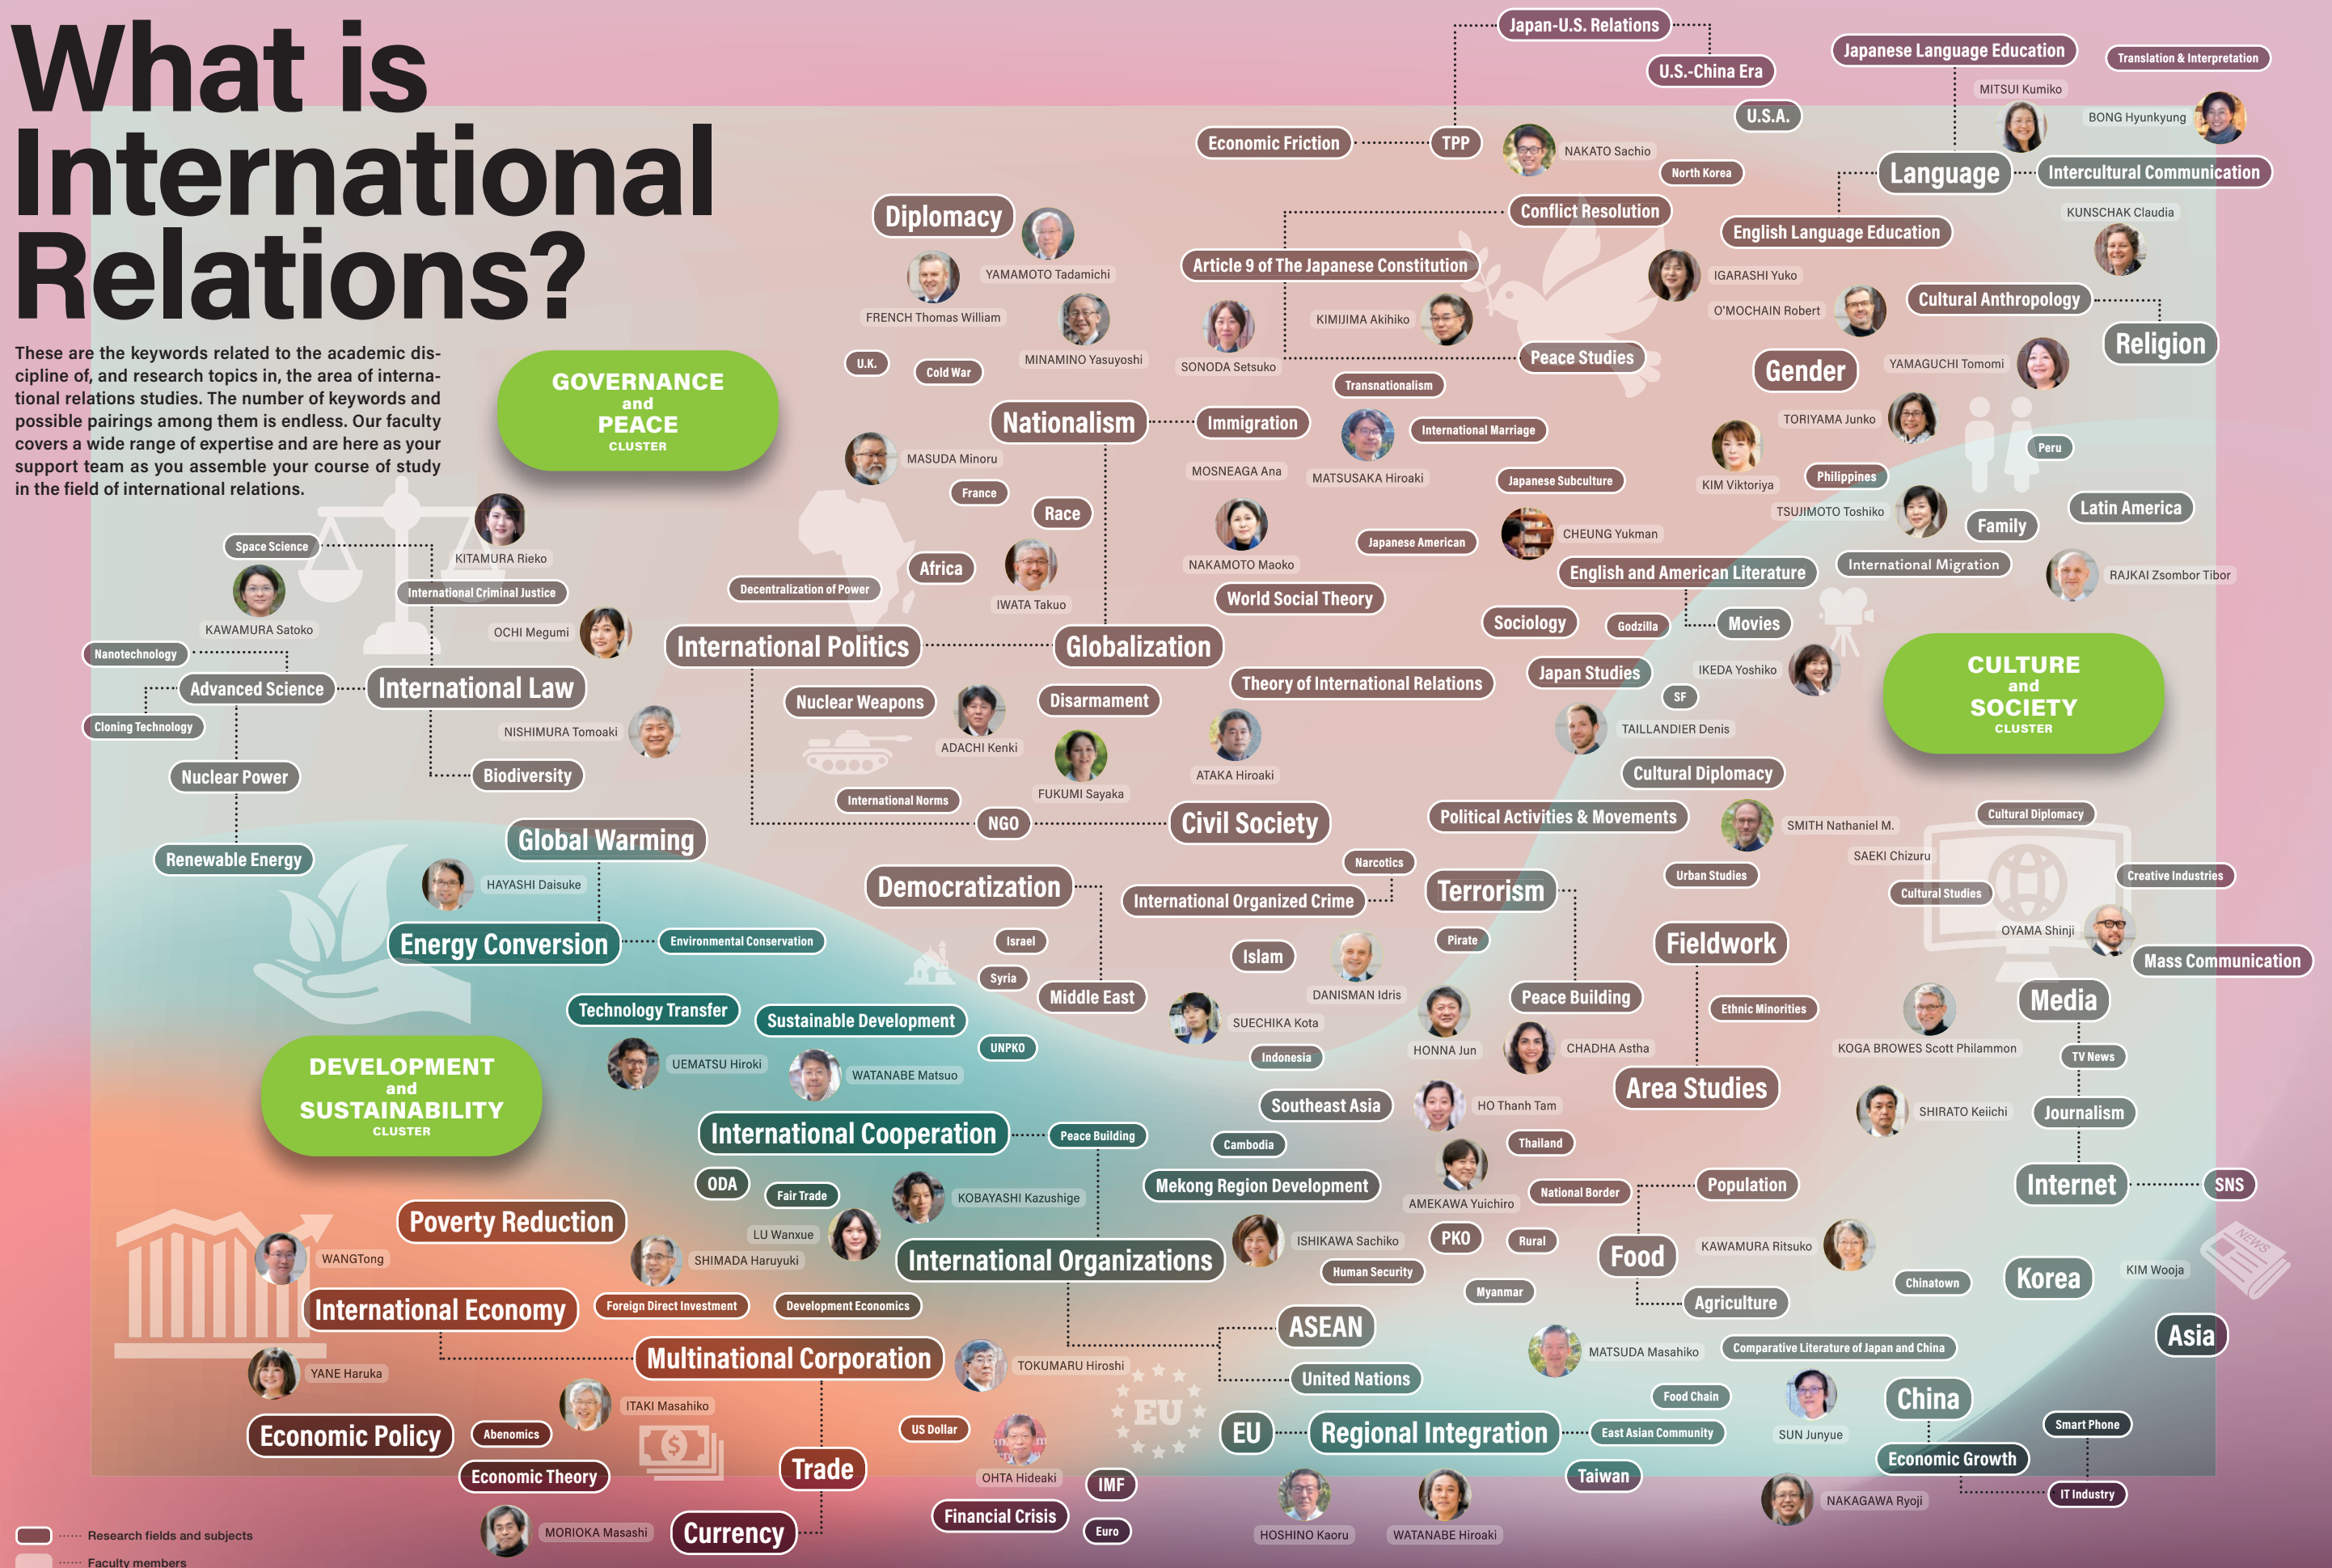 What is
International
Relations?
These are the keywords related to the academic dis-
cipline of, and research topics in, the area of interna-
tional relations studies. The number of keywords and
possible pairings among them is endless. Our faculty
covers a wide range of expertise and are here as your
support team as you assemble your course of study
in the field of international relations.
GOVERNANCE
and
PEACE
CLUSTER
Japan-U.S. Relations
U.S.-China Era
U.S.A.
Economic Friction
TPP
NAKATO Sachio
North Korea
Japanese Language Education
Translation & Interpretation
MITSUI Kumiko
BONG Hyunkyung
Language
Intercultural Communication
KUNSCHAK Claudia
English Language Education
Diplomacy
YAMAMOTO Tadamichi
FRENCH Thomas William
MINAMINO Yasuyoshi
U.K.
Cold War
Conflict Resolution
Article 9 of The Japanese Constitution
SONODA Setsuko
KIMIJIMA Akihiko
Peace Studies
IGARASHI Yuko
O'MOCHAIN Robert
Cultural Anthropology
Religion
Gender
YAMAGUCHI Tomomi
TORIYAMA Junko
KIM Viktoriya
Philippines
Peru
TSUJIMOTO Toshiko
Family
Latin America
International Migration
RAJKAI Zsombor Tibor
Transnationalism
Nationalism
Immigration
International Marriage
MASUDA Minoru
MOSNEAGA Ana
MATSUSAKA Hiroaki
Japanese Subculture
France
Race
NAKAMOTO Maoko
Japanese American
CHEUNG Yukman
Africa
IWATA Takuo
Decentralization of Power
World Social Theory
English and American Literature
Sociology
Godzilla
Movies
Space Science
KITAMURA Rieko
International Criminal Justice
KAWAMURA Satoko
OCHI Megumi
Nanotechnology
Advanced Science
International Law
Cloning Technology
NISHIMURA Tomoaki
Nuclear Power
Biodiversity
Renewable Energy
International Politics
Globalization
Nuclear Weapons
ADACHI Kenki
Disarmament
FUKUMI Sayaka
Theory of International Relations
ATAKA Hiroaki
International Norms
NGO
Civil Society
Japan Studies
SF
IKEDA Yoshiko
TAILLANDIER Denis
Cultural Diplomacy
CULTURE
and
SOCIETY
CLUSTER
Political Activities & Movements
SMITH Nathaniel M.
Cultural Diplomacy
SAEKI Chizuru
Urban Studies
Cultural Studies
Creative Industries
OYAMA Shinji
Mass Communication
Global Warming
HAYASHI Daisuke
Energy Conversion
Environmental Conservation
Democratization
Narcotics
International Organized Crime
Terrorism
Pirate
Fieldwork
Israel
Syria
Middle East
Islam
DANISMAN Idris
SUECHIKA Kota
HONNA Jun
Peace Building
CHADHA Astha
Ethnic Minorities
KOGA BROWES Scott Philammon
Media
TV News
Technology Transfer
Sustainable Development
UNPKO
UEMATSU Hiroki
WATANABE Matsuo
Indonesia
Southeast Asia
HO Thanh Tam
Area Studies
SHIRATO Keiichi
Journalism
DEVELOPMENT
and
SUSTAINABILITY
CLUSTER
International Cooperation
Peace Building
Cambodia
Thailand
ODA
Fair Trade
KOBAYASHI Kazushige
Mekong Region Development
AMEKAWA Yuichiro
National Border
Population
Internet
SNS
Poverty Reduction
LU Wanxue
WANGTong
SHIMADA Haruyuki
International Organizations
ISHIKAWA Sachiko
PKO
Rural
Food
KAWAMURA Ritsuko
Human Security
Myanmar
Agriculture
Chinatown
Korea
KIM Wooja
NEWS
Asia
International Economy
Foreign Direct Investment
Development Economics
ASEAN
Multinational Corporation
TOKUMARU Hiroshi
United Nations
MATSUDA Masahiko
Comparative Literature of Japan and China
YANE Haruka
ITAKI Masahiko
EU
Food Chain
SUN Junyue
China
Economic Policy
Abenomics
US Dollar
EU
Regional Integration
East Asian Community
Smart Phone
Economic Growth
Economic Theory
Trade
OHTA Hideaki
IMF
Taiwan
IT Industry
NAKAGAWA Ryoji
MORIOKA Masashi
Currency
Financial Crisis
Euro
HOSHINO Kaoru
WATANABE Hiroaki
Research fields and subjects
Faculty members